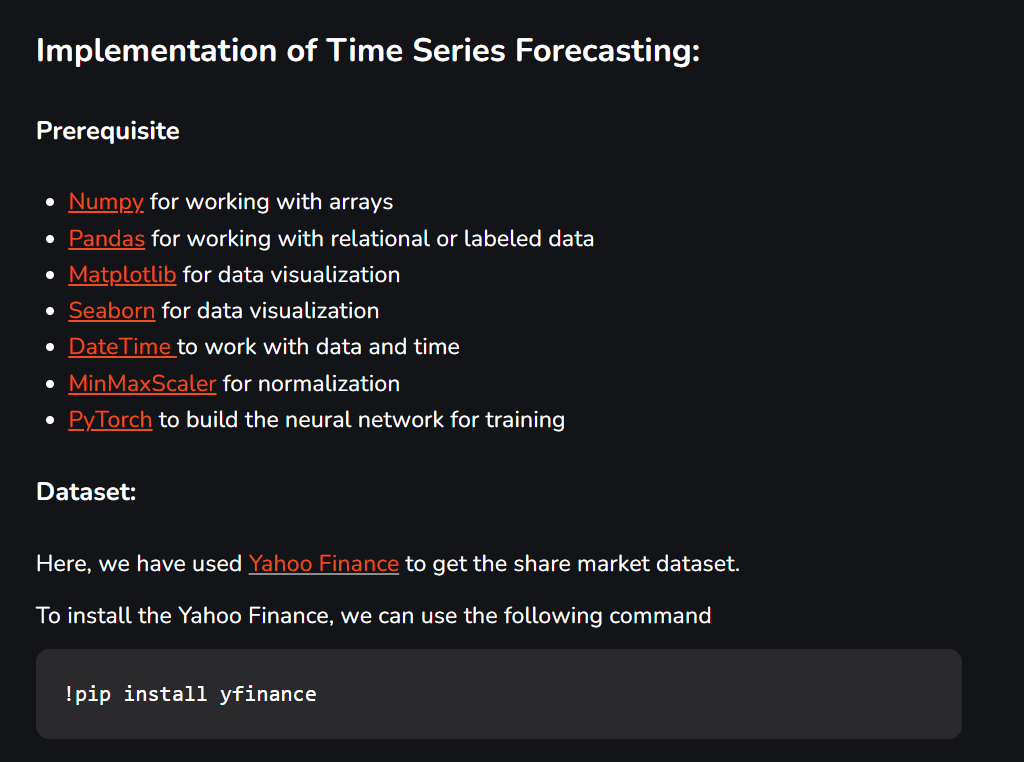 Implementation of Time Series Forecasting:
Prerequisite
• Numpy for working with arrays
• Pandas for working with relational or labeled data
• Matplotlib for data visualization
• Seaborn for data visualization
• DateTime to work with data and time
• MinMaxScaler for normalization
• PyTorch to build the neural network for training
Dataset:
Here, we have used Yahoo Finance to get the share market dataset.
To install the Yahoo Finance, we can use the following command
!pip install yfinance